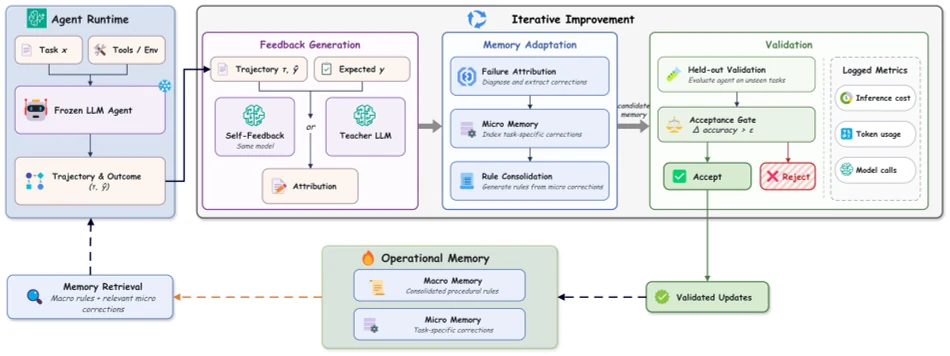 Agent Runtime
Task x
Tools / Env
Frozen LLM Agent
Trajectory & Outcome
(τ, ŷ)
Iterative Improvement
Feedback Generation
Trajectory τ, ŷ
Expected y
Self-Feedback
Same model
or
Teacher LLM
Attribution
Memory Adaptation
Failure Attribution
Diagnose and extract corrections
Micro Memory
Index task-specific corrections
Rule Consolidation
Generate rules from micro corrections
candidate
memory
Validation
Held-out Validation
Evaluate agent on unseen tasks
Acceptance Gate
Δ accuracy > ε
Accept
Reject
Logged Metrics
Inference cost
Token usage
Model calls
Memory Retrieval
Macro rules + relevant micro
corrections
Operational Memory
Macro Memory
Consolidated procedural rules
Micro Memory
Task-specific corrections
Validated Updates